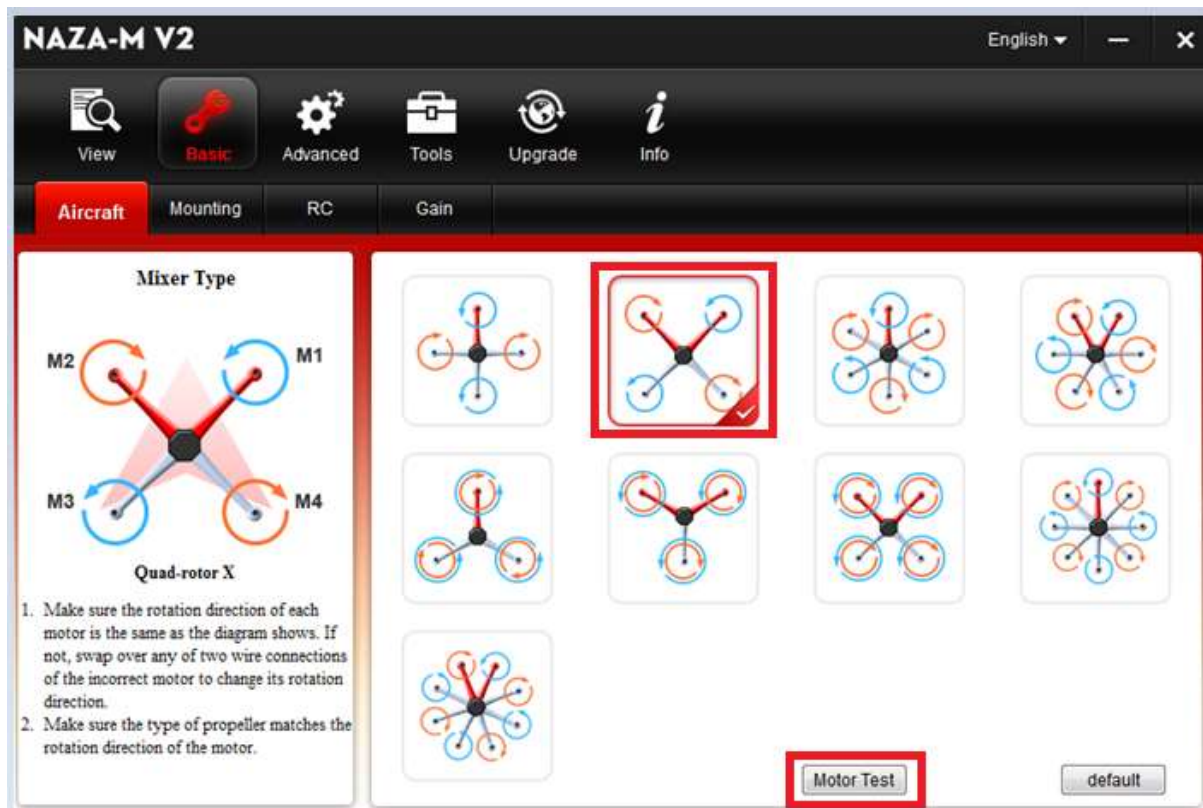 NAZA-M V2
English
View
Basic
Advanced
Tools
Upgrade
Info
Aircraft
Mounting
RC
Gain
Mixer Type
M2
M1
M3
M4
Quad-rotor X
1. Make sure the rotation direction of each
motor is the same as the diagram shows. If
not, swap over any of two wire connections
of the incorrect motor to change its rotation
direction.
2. Make sure the type of propeller matches the
rotation direction of the motor.
Motor Test
default